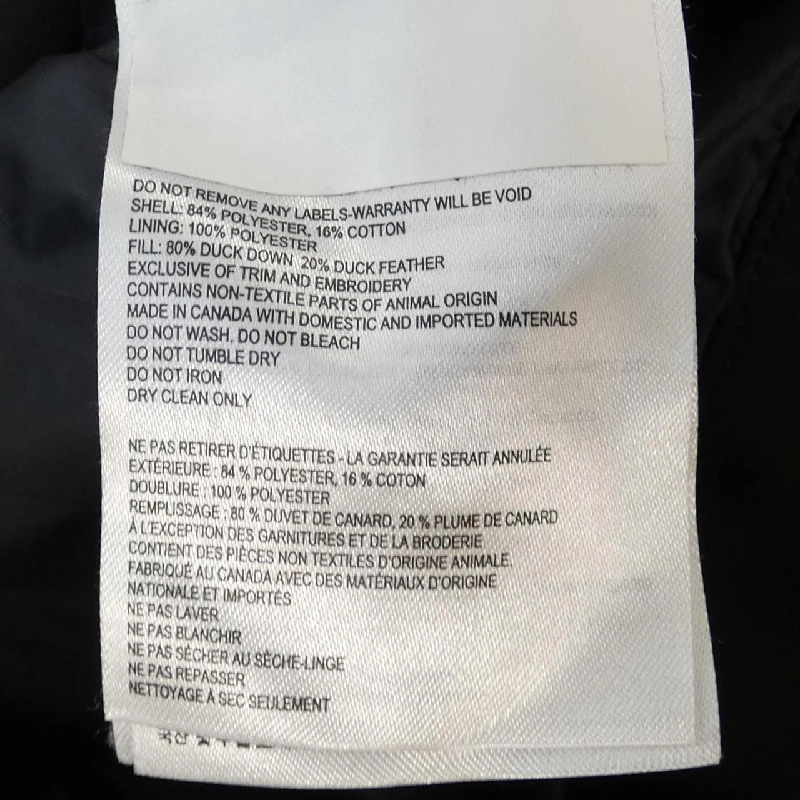 DO NOT REMOVE ANY LABELS-WARRANTY WILL BE VOID
SHELL: 84% POLYESTER, 16% COTTON
LINING: 100% POLYESTER
FILL: 80% DUCK DOWN 20% DUCK FEATHER
EXCLUSIVE OF TRIM AND EMBROIDERY
CONTAINS NON-TEXTILE PARTS OF ANIMAL ORIGIN
MADE IN CANADA WITH DOMESTIC AND IMPORTED MATERIALS
DO NOT WASH. DO NOT BLEACH
DO NOT TUMBLE DRY
DO NOT IRON
DRY CLEAN ONLY
NE PAS RETIRER D'ÉTIQUETTES - LA GARANTIE SERAIT ANNULÉE
EXTÉRIEURE : 84 % POLYESTER, 16 % COTON
DOUBLURE : 100 % POLYESTER
REMPLISSAGE : 80 % DUVET DE CANARD, 20 % PLUME DE CANARD
À L'EXCEPTION DES GARNITURES ET DE LA BRODERIE
CONTIENT DES PIÈCES NON TEXTILES D'ORIGINE ANIMALE.
FABRIQUÉ AU CANADA AVEC DES MATÉRIAUX D'ORIGINE
NATIONALE ET IMPORTÉS
NE PAS LAVER
NE PAS BLANCHIR
NE PAS SÉCHER AU SÈCHE-LINGE
NE PAS REPASSER
NETTOYAGE À SEC SEULEMENT